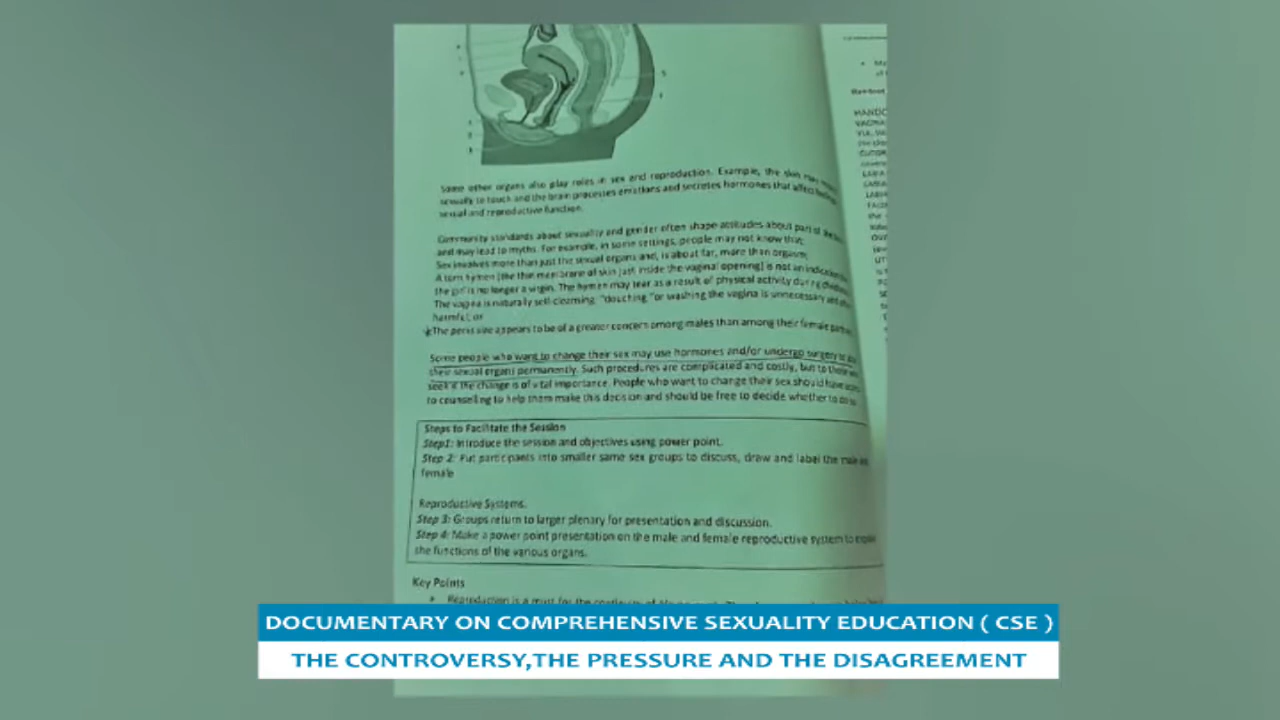 Some other organs also play roles in sex and reproduction. Example, the skin may
sexually to touch and the brain processes emotions and secretes hormones that affect
sexual and reproductive function.
Community standards about sexuality and gender often shape attitudes about part of the
and may lead to myths. For example, in some settings, people may not know that;
Sex involves more than just the sexual organs and, is about far, more than orgasm;
A torn hymen (the thin membrane of skin just inside the vaginal opening) is not an
the girl is no longer a virgin. The hymen may tear as a result of physical activity during
The vagina is naturally self-cleansing, "douching "or washing the vagina is unnecessary and
harmful; or
The penis size appears to be of a greater concern among males than among their female
Some people who want to change their sex may use hormones and/or undergo surgery to
their sexual organs permanently. Such procedures are complicated and costly, but to those
seek it the change is of vital importance. People who want to change their sex should have
to counselling to help them make this decision and should be free to decide whether to
Steps to Facilitate the Session
Step1: Introduce the session and objectives using power point.
Step 2: Put participants into smaller same sex groups to discuss, draw and label the male
female
Reproductive Systems.
Step 3: Groups return to larger plenary for presentation and discussion.
Step 4: Make a power point presentation on the male and female reproductive system to
the functions of the various organs.
Key Points
Reproduction is a must for the continuity of
DOCUMENTARY ON COMPREHENSIVE SEXUALITY EDUCATION ( CSE )
THE CONTROVERSY,THE PRESSURE AND THE DISAGREEMENT